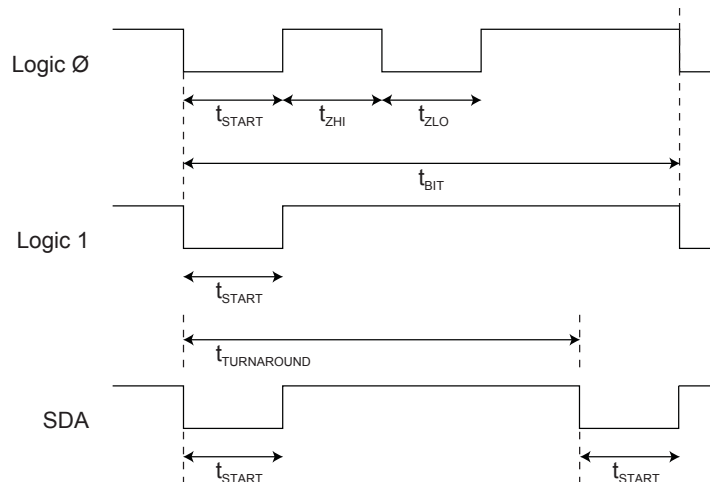 Logic Ø
tSTART tZHI tZLO
tBIT
Logic 1
tSTART
tTURNAROUND
SDA
tSTART tSTART